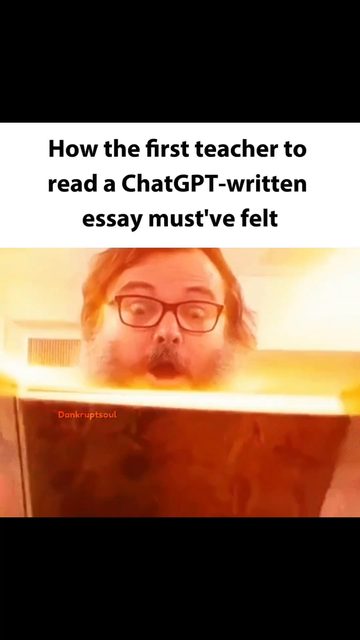 How the first teacher to
read a ChatGPT-written
essay must've felt
Dankruptsoul